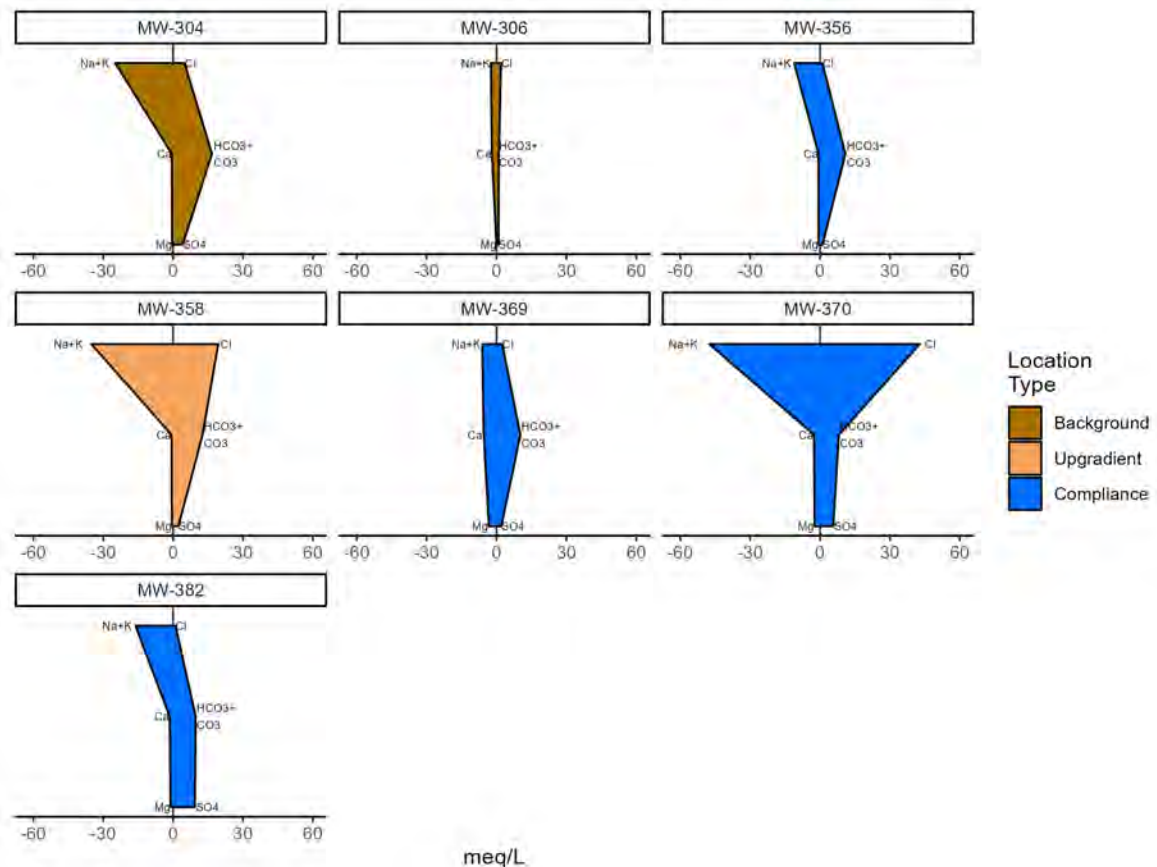 MW-304 MW-306 MW-356
Na+K Cl Na+K Cl Na+K Cl
Ca HCO3+ Ca HCO3+ Ca HCO3+
CO3 CO3 CO3
Mg SO4 Mg SO4 Mg SO4
-60 -30 0 30 60 -60 -30 0 30 60 -60 -30 0 30 60
MW-358 MW-369 MW-370
Na+K Cl Na+K Cl Na+K Cl
Ca HCO3+ Ca HCO3+ Ca HCO3+
CO3 CO3 CO3
Mg SO4 Mg SO4 Mg SO4
-60 -30 0 30 60 -60 -30 0 30 60 -60 -30 0 30 60
MW-382
Na+K Cl
Ca HCO3+
CO3
Mg SO4
-60 -30 0 30 60
meq/L
Location
Type
Background
Upgradient
Compliance